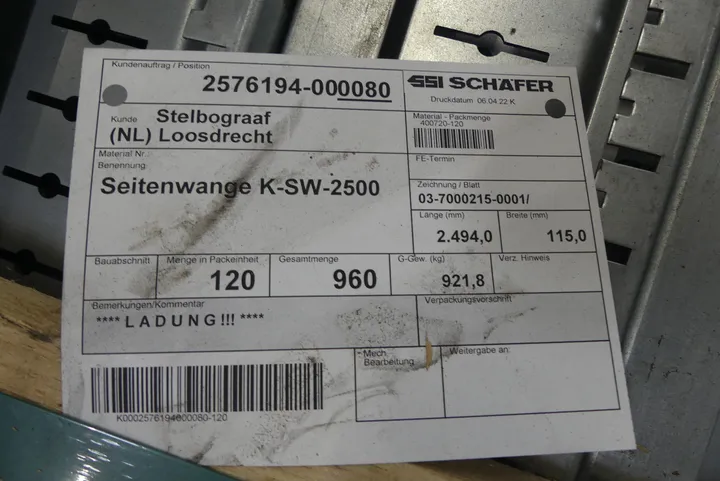 Kundenauftrag / Position
2576194-000080
SSI SCHÄFER
Druckdatum 06.04.22 K
Kunde Stelbograaf
(NL) Loosdrecht
Material - Packmenge
400720-120
Material Nr.:
Benennung
Seitenwange K-SW-2500
FE-Termin
Zeichnung / Blatt
03-7000215-0001/
Länge (mm) Breite (mm)
2.494,0 115,0
Bauabschnitt Menge in Packeinheit Gesamtmenge G-Gew. (kg) Verz. Hinweis
120 960 921,8
Bemerkungen/Kommentar
**** L A D U N G !!! ****
Verpackungsvorschrift
Mech.
Bearbeitung
Weitergabe an:
K0002576194000080-120